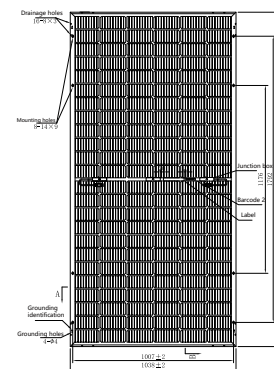 Drainage holes
16-8×3
Mounting holes
8-14×9
Junction box
Barcode 2
Label
1176
1792
A
Grounding
identification
Grounding holes
4-Φ4
1007±2
1038±2